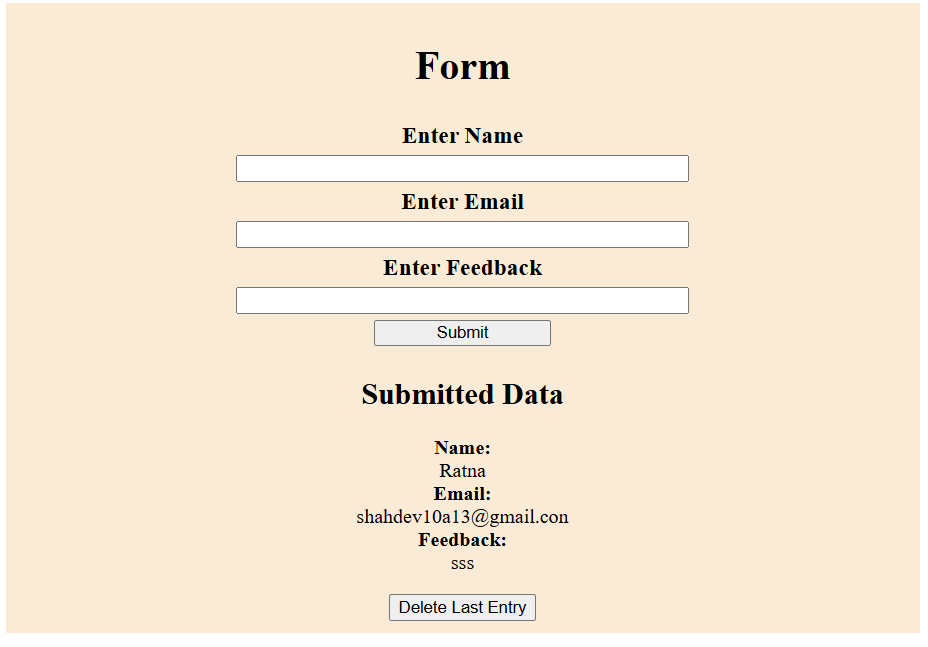 Form
Enter Name
Enter Email
Enter Feedback
Submit
Submitted Data
Name:
Ratna
Email:
shahdev10a13@gmail.con
Feedback:
sss
Delete Last Entry